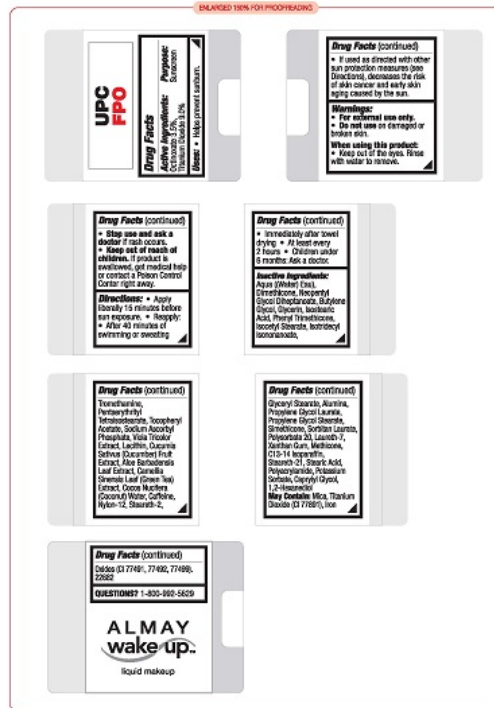 ENLARGED 150% FOR PROOFREADING
UPC
FPO
Drug Facts
Active Ingredients: Purpose:
Octinoxate 3.5% Sunscreen
Titanium Dioxide 9.0%
Uses: • Helps prevent sunburn.
Drug Facts (continued)
• If used as directed with other
sun protection measures (see
Directions), decreases the risk
of skin cancer and early skin
aging caused by the sun.
Warnings:
• For external use only.
• Do not use on damaged or
broken skin.
When using this product:
• Keep out of the eyes. Rinse
with water to remove.
Drug Facts (continued)
• Stop use and ask a
doctor if rash occurs.
• Keep out of reach of
children. If product is
swallowed, get medical help
or contact a Poison Control
Center right away.
Directions: • Apply
liberally 15 minutes before
sun exposure. • Reapply:
• After 40 minutes of
swimming or sweating
Drug Facts (continued)
• Immediately after towel
drying • At least every
2 hours • Children under
6 months: Ask a doctor.
Inactive Ingredients:
Aqua ((Water) Eau),
Dimethicone, Neopentyl
Glycol Diheptanoate, Butylene
Glycol, Glycerin, Isostearic
Acid, Phenyl Trimethicone,
Isocetyl Stearate, Isotridecyl
Isononanoate,
Drug Facts (continued)
Tromethamine,
Pentaerythrityl
Tetraisostearate, Tocopheryl
Acetate, Sodium Ascorbyl
Phosphate, Viola Tricolor
Extract, Lecithin, Cucumis
Sativus (Cucumber) Fruit
Extract, Aloe Barbadensis
Leaf Extract, Camellia
Sinensis Leaf (Green Tea)
Extract, Cocos Nucifera
(Coconut) Water, Caffeine,
Nylon-12, Steareth-2,
Drug Facts (continued)
Glyceryl Stearate, Alumina,
Propylene Glycol Laurate,
Propylene Glycol Stearate,
Simethicone, Sorbitan Laurate,
Polysorbate 20, Laureth-7,
Xanthan Gum, Methicone,
C13-14 Isoparaffin,
Steareth-21, Stearic Acid,
Polyacrylamide, Potassium
Sorbate, Caprylyl Glycol,
1,2-Hexanediol
May Contain: Mica, Titanium
Dioxide (CI 77891), Iron
Drug Facts (continued)
Oxides (CI 77491, 77492, 77499).
22682
QUESTIONS? 1-800-992-5629
ALMAY
wake up™
liquid makeup